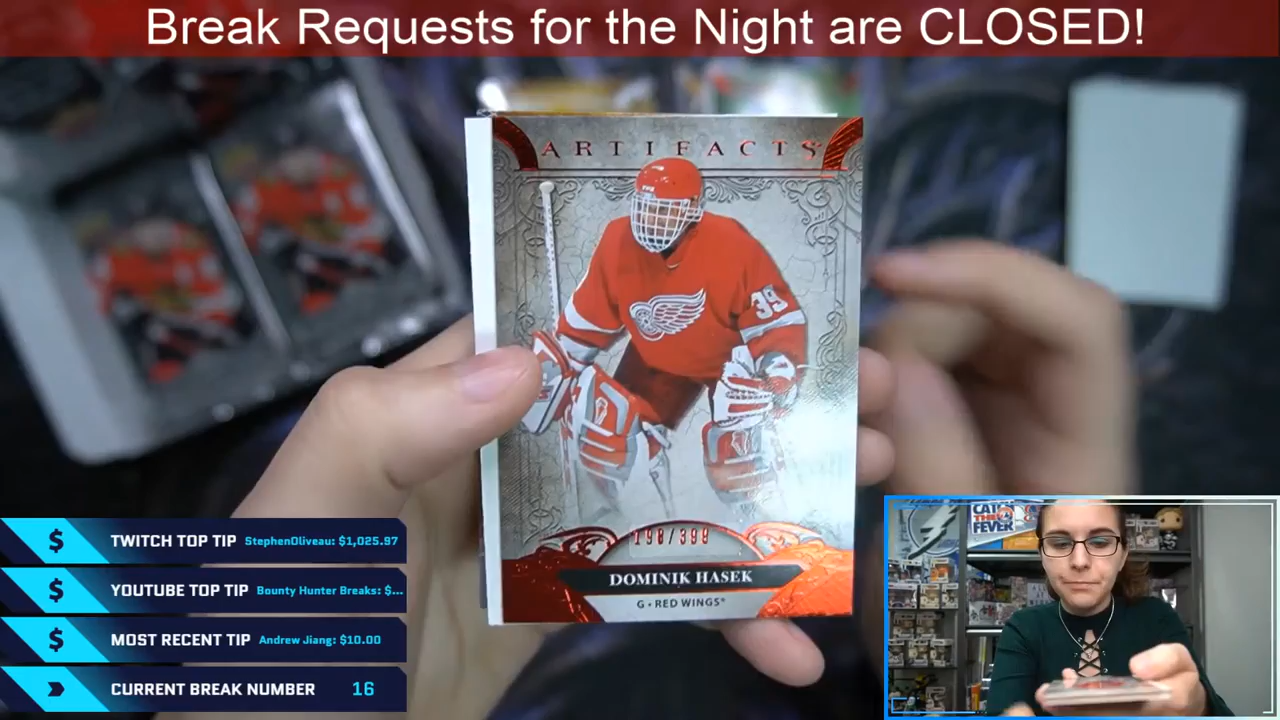 Break Requests for the Night are CLOSED!
ARTIFACTS
39
198/399
DOMINIK HASEK
G • RED WINGS®
CATCH
THE
FEVER
TWITCH TOP TIP StephenOliveau: $1,025.97
YOUTUBE TOP TIP Bounty Hunter Breaks: $...
MOST RECENT TIP Andrew Jiang: $10.00
CURRENT BREAK NUMBER 16